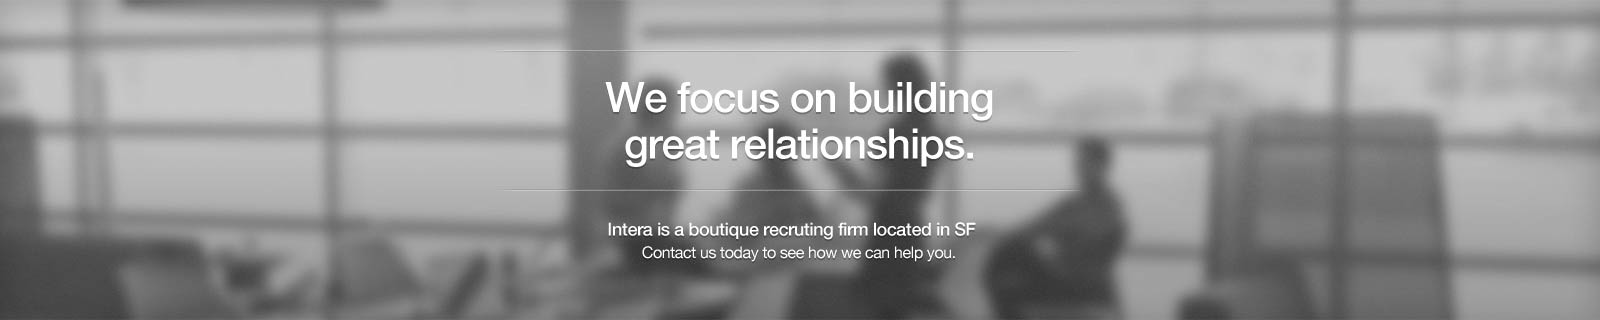 We focus on building
great relationships.
Intera is a boutique recruting firm located in SF
Contact us today to see how we can help you.